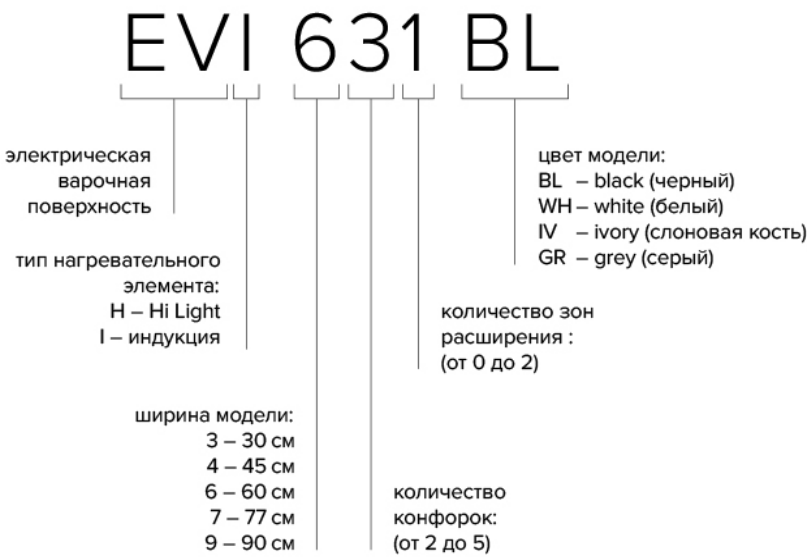 EVI 631 BL
электрическая
варочная
поверхность
тип нагревательного
элемента:
H – Hi Light
I – индукция
ширина модели:
3 – 30 см
4 – 45 см
6 – 60 см
7 – 77 см
9 – 90 см
количество
конфорок:
(от 2 до 5)
количество зон
расширения :
(от 0 до 2)
цвет модели:
BL – black (черный)
WH – white (белый)
IV – ivory (слоновая кость)
GR – grey (серый)